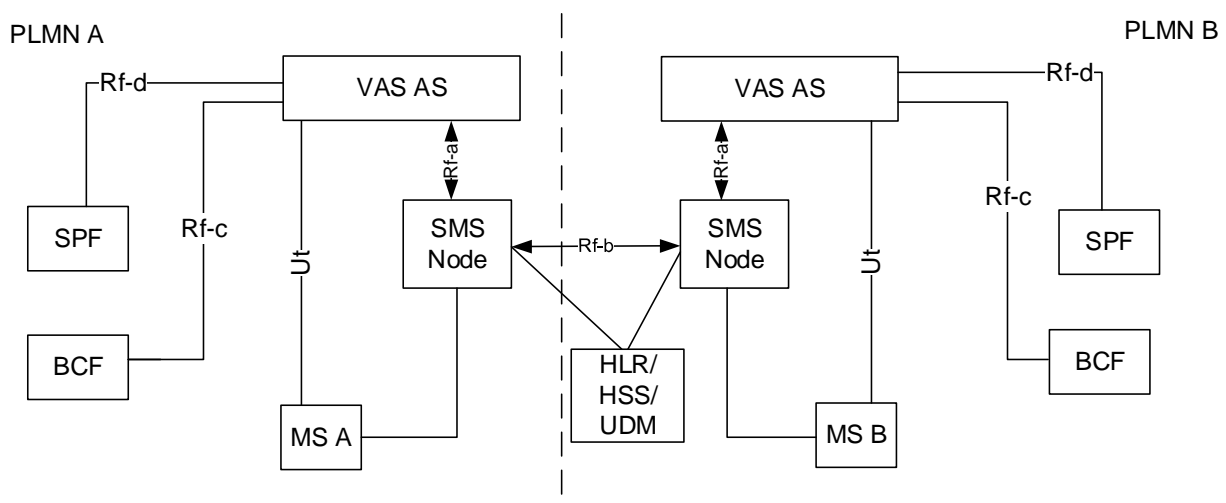 PLMN A
PLMN B
VAS AS
VAS AS
Rf-d
Rf-d
Rf-a
Rf-a
Rf-c
Rf-c
SPF
SPF
SMS
Node
SMS
Node
Rf-b
Ut
Ut
BCF
BCF
HLR/
HSS/
UDM
MS A
MS B